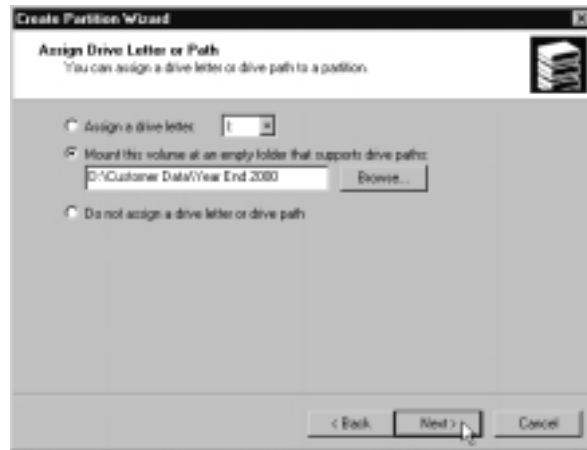 Create Partition Wizard
Assign Drive Letter or Path
You can assign a drive letter or drive path to a partition.
Assign a drive letter: I:
Mount this volume at an empty folder that supports drive paths:
D:\Customer Data\Year End 2000
Browse...
Do not assign a drive letter or drive path
< Back Next > Cancel